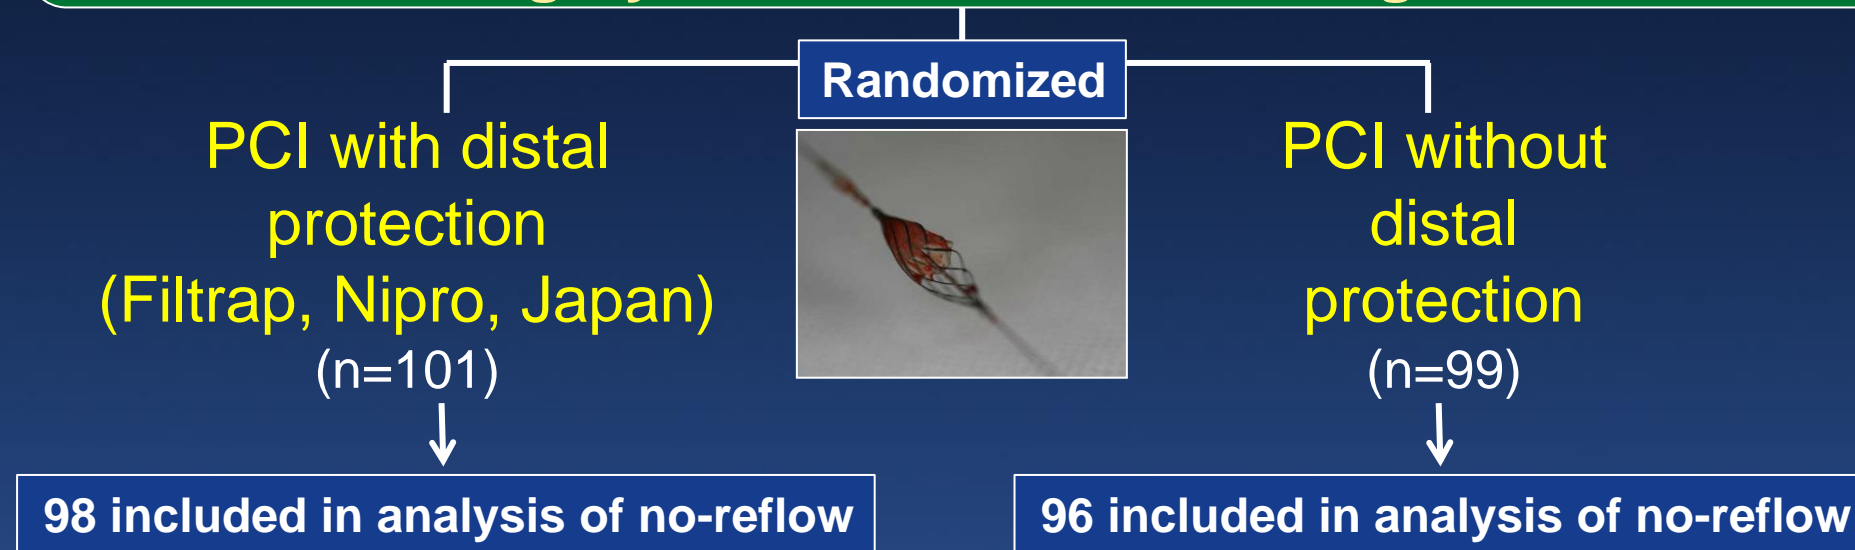 Randomized
PCI with distal
protection
(Filtrap, Nipro, Japan)
(n=101)
PCI without
distal
protection
(n=99)
98 included in analysis of no-reflow
96 included in analysis of no-reflow